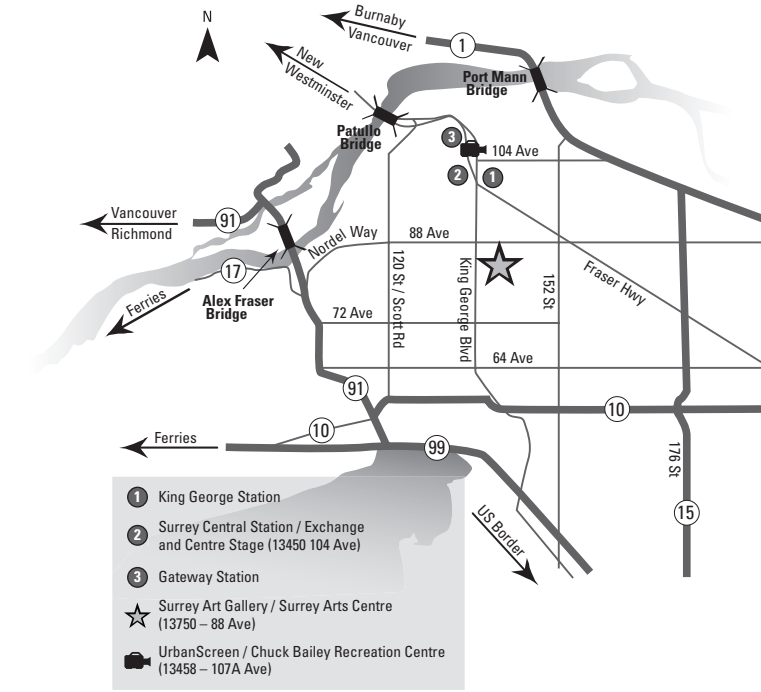 N
Burnaby
Vancouver
1
New
Westminster
Port Mann
Bridge
Patullo
Bridge
3
104 Ave
2
1
Vancouver
Richmond
91
Nordel Way
88 Ave
17
Ferries
Alex Fraser
Bridge
120 St / Scott Rd
King George Blvd
152 St
Fraser Hwy
72 Ave
64 Ave
91
10
10
Ferries
99
176 St
15
US Border
1 King George Station
2 Surrey Central Station / Exchange
and Centre Stage (13450 104 Ave)
3 Gateway Station
Surrey Art Gallery / Surrey Arts Centre
(13750 – 88 Ave)
UrbanScreen / Chuck Bailey Recreation Centre
(13458 – 107A Ave)